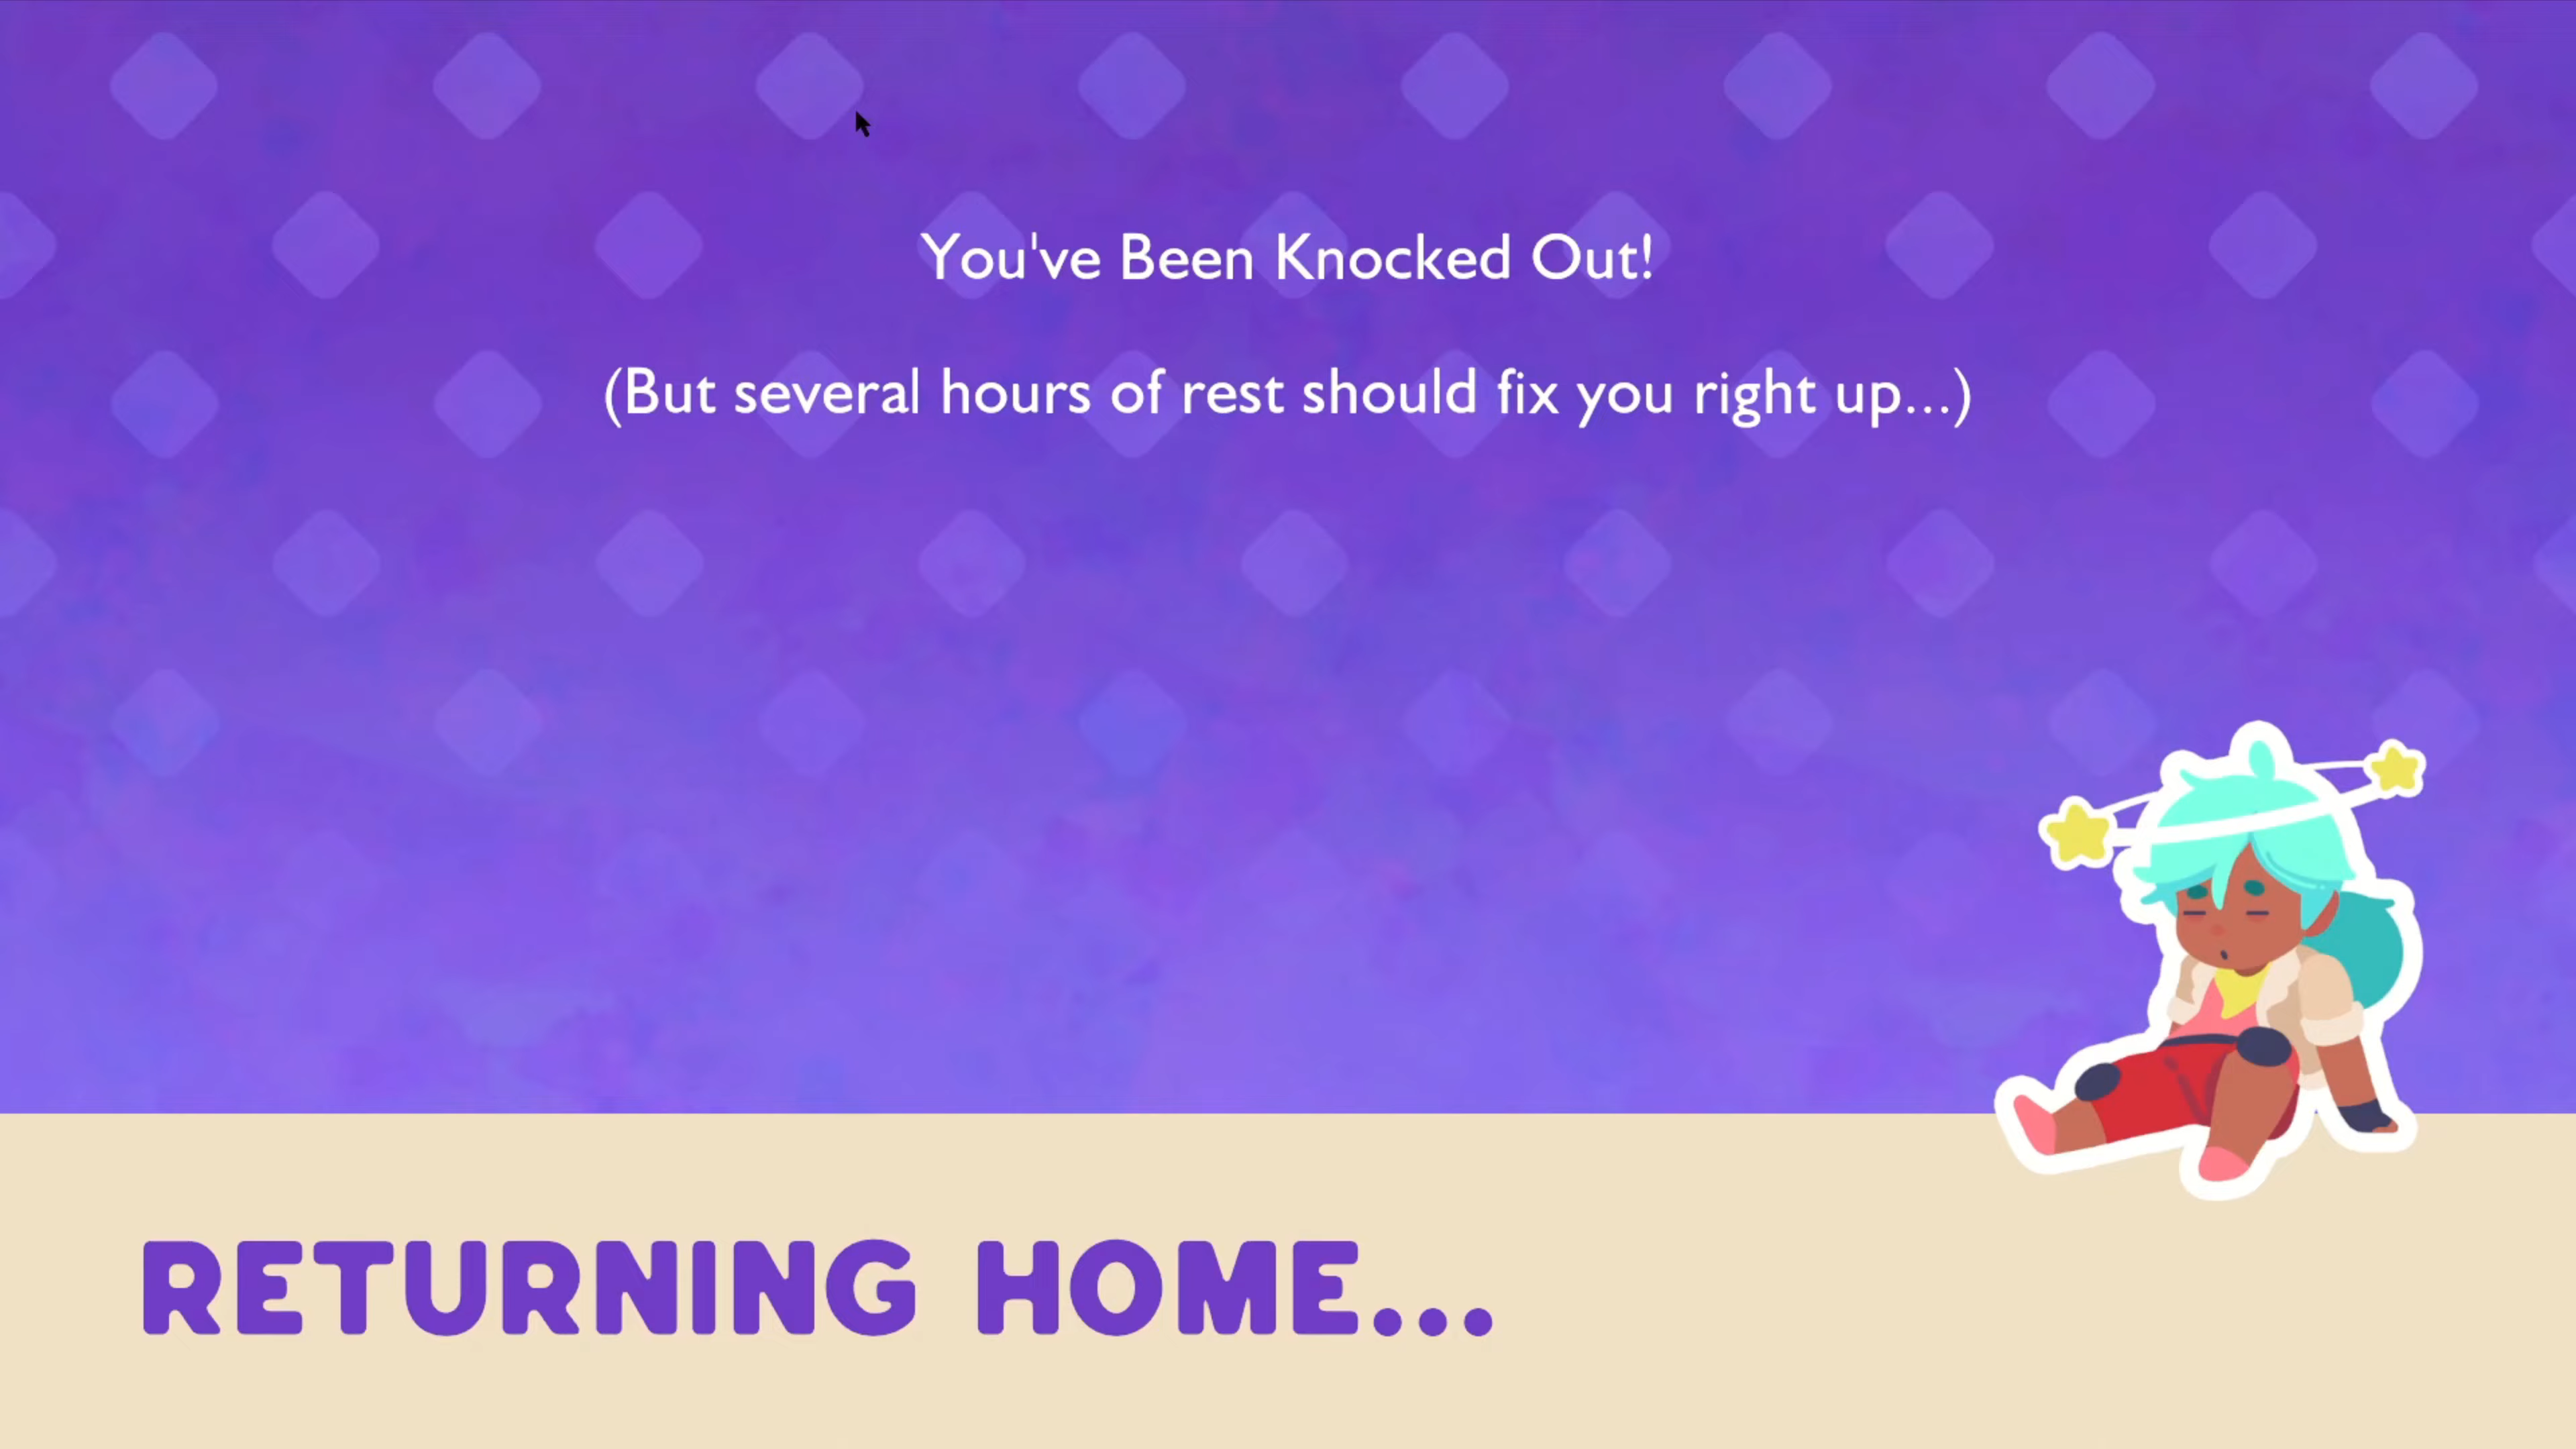 You've Been Knocked Out!
(But several hours of rest should fix you right up...)
RETURNING HOME...